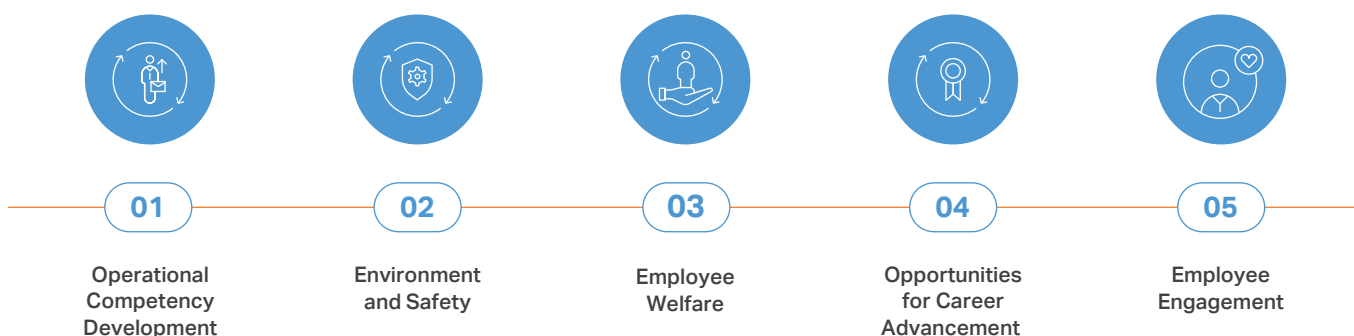 01
02
03
04
05
Operational
Competency
Development
Environment
and Safety
Employee
Welfare
Opportunities
for Career
Advancement
Employee
Engagement